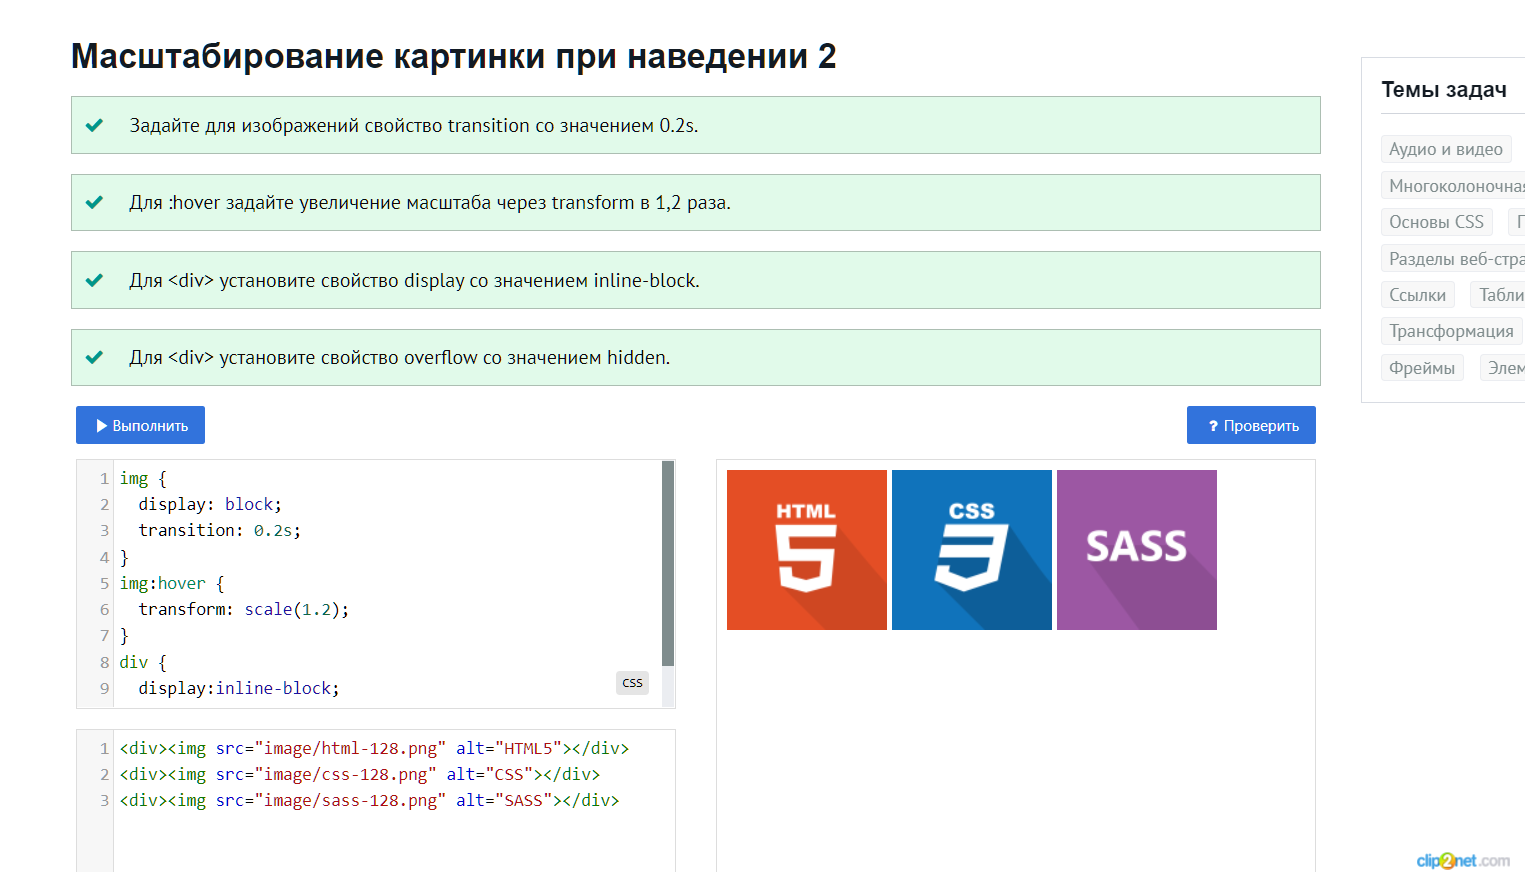 Масштабирование картинки при наведении 2
Задайте для изображений свойство transition со значением 0.2s.
Для :hover задайте увеличение масштаба через transform в 1,2 раза.
Для <div> установите свойство display со значением inline-block.
Для <div> установите свойство overflow со значением hidden.
Выполнить
? Проверить
1 img {
2 display: block;
3 transition: 0.2s;
4 }
5 img:hover {
6 transform: scale(1.2);
7 }
8 div {
9 display:inline-block;
CSS
1 <div><img src="image/html-128.png" alt="HTML5"></div>
2 <div><img src="image/css-128.png" alt="CSS"></div>
3 <div><img src="image/sass-128.png" alt="SASS"></div>
HTML
5
CSS
3
SASS
Темы задач
Аудио и видео
Многоколоночная
Основы CSS
Разделы веб-стра
Ссылки Табли
Трансформация
Фреймы Элем
clip2net.com